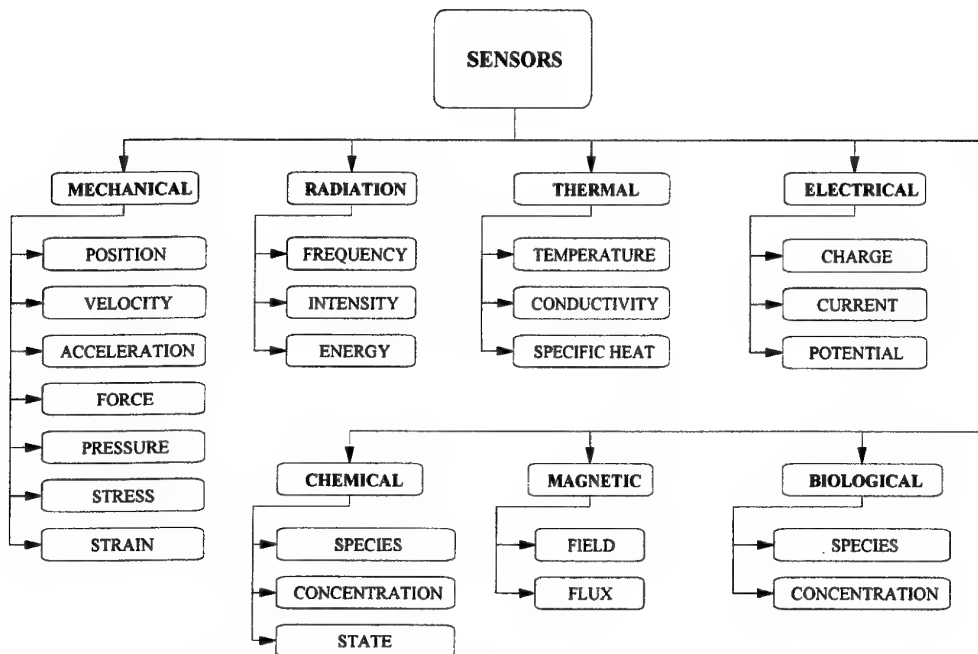 SENSORS
MECHANICAL
POSITION
VELOCITY
ACCELERATION
FORCE
PRESSURE
STRESS
STRAIN
RADIATION
FREQUENCY
INTENSITY
ENERGY
THERMAL
TEMPERATURE
CONDUCTIVITY
SPECIFIC HEAT
ELECTRICAL
CHARGE
CURRENT
POTENTIAL
CHEMICAL
SPECIES
CONCENTRATION
STATE
MAGNETIC
FIELD
FLUX
BIOLOGICAL
SPECIES
CONCENTRATION